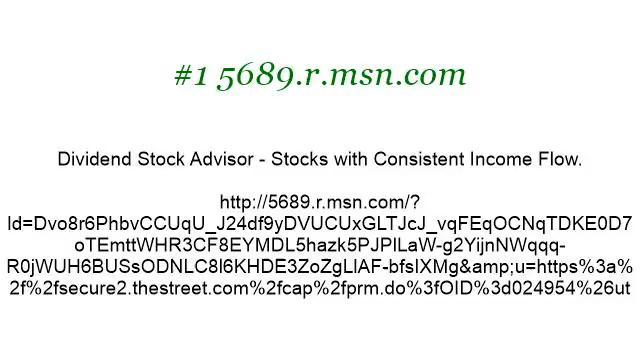 #1 5689.r.msn.com
Dividend Stock Advisor - Stocks with Consistent Income Flow.
http://5689.r.msn.com/?
ld=Dvo8r6PhbvCCUqU_J24df9yDVUCUxGLTJcJ_vqFEqOCNqTDKE0D7
oTEmttWHR3CF8EYMDL5hazk5PJPlLaW-g2YijnNWqqq-
R0jWUH6BUSsODNLC8l6KHDE3ZoZgLlAF-bfslXMg&amp;u=https%3a%
2f%2fsecure2.thestreet.com%2fcap%2fprm.do%3fOID%3d024954%26ut